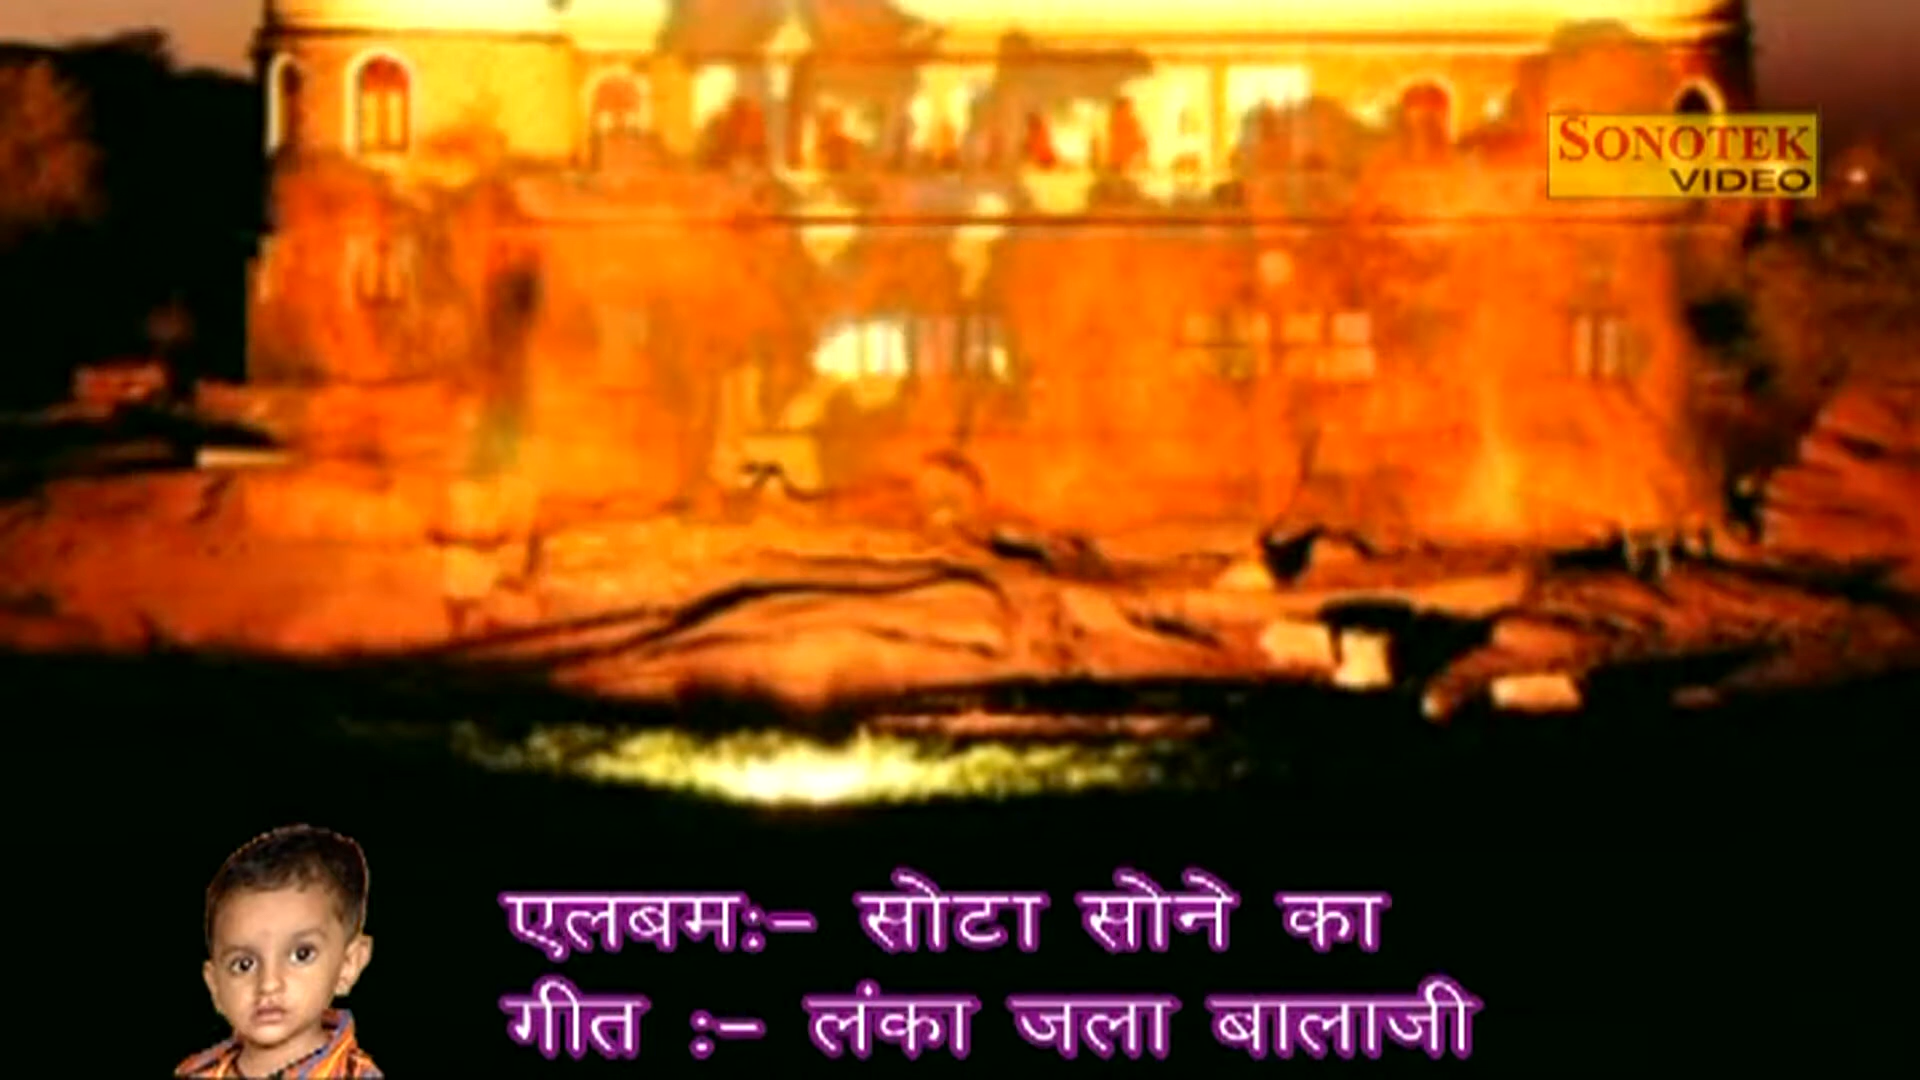 SONOTEK
VIDEO
एलबम:- सोटा सोने का
गीत :- लंका जला बालाजी